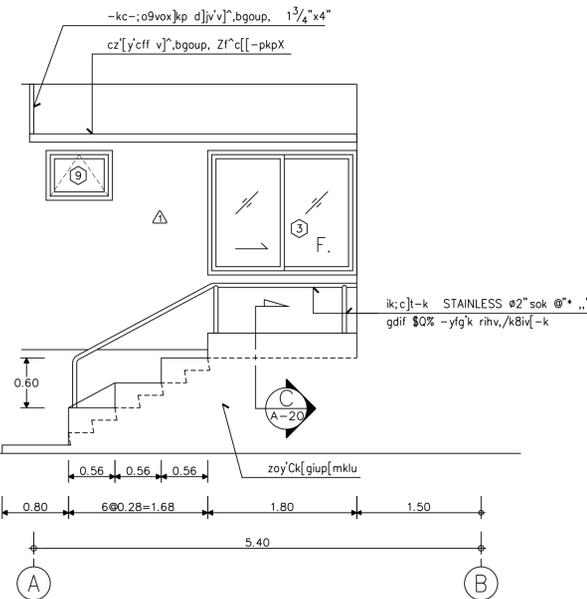 -kc-;o9vox]kp d]jv'v]^,bgoup, 1 3/4"x4"
cz'[y'cff v]^,bgoup, Zf^c[[-pkpX
9
1
3
F.
ik;c]t-k STAINLESS ø2" sok @"* ,,"
gdif $Q% -yfg'k rihv,/k8iv[-k
0.60
C
A-20
zoy'Ck[giup[mklu
0.56 0.56 0.56
0.80 6@0.28=1.68 1.80 1.50
5.40
A B